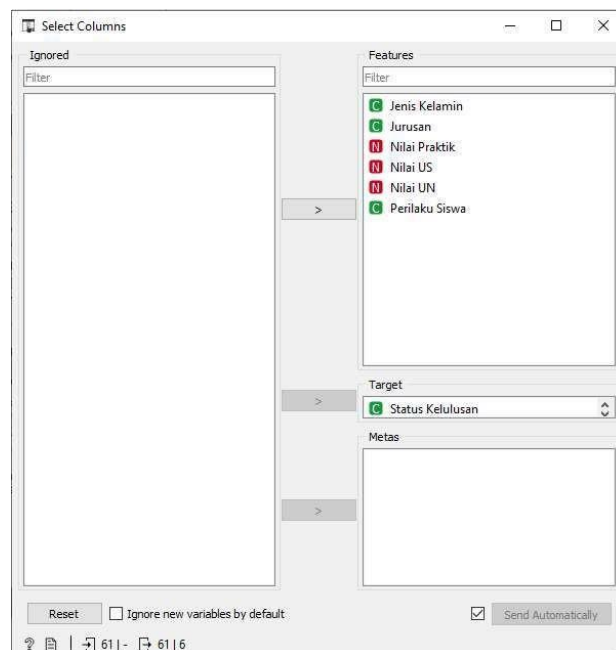 Select Columns
Ignored
Filter
Features
Filter
C Jenis Kelamin
C Jurusan
N Nilai Praktik
N Nilai US
N Nilai UN
C Perilaku Siswa
>
Target
>
C Status Kelulusan
Metas
>
Reset
Ignore new variables by default
Send Automatically
? | 61 | - 61 | 6